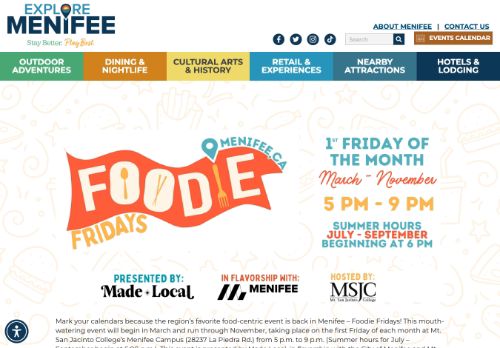 EXPLORE
MENIFEE
Stay Better. Play Best.
ABOUT MENIFEE | CONTACT US
Search
EVENTS CALENDAR
OUTDOOR ADVENTURES
DINING & NIGHTLIFE
CULTURAL ARTS & HISTORY
RETAIL & EXPERIENCES
NEARBY ATTRACTIONS
HOTELS & LODGING
MENIFEE, CA
FOODIE
FRIDAYS
1ST FRIDAY OF
THE MONTH
March - November
5 PM - 9 PM
SUMMER HOURS
JULY - SEPTEMBER
BEGINNING AT 6 PM
PRESENTED BY:
Made Local
IN FLAVORSHIP WITH:
MENIFEE
HOSTED BY:
MSJC
Mt. San Jacinto College
Mark your calendars because the region's favorite food-centric event is back in Menifee – Foodie Fridays! This mouth-
watering event will begin in March and run through November, taking place on the first Friday of each month at Mt.
San Jacinto College's Menifee Campus (28237 La Piedra Rd.) from 5 p.m. to 9 p.m. (Summer hours for July –